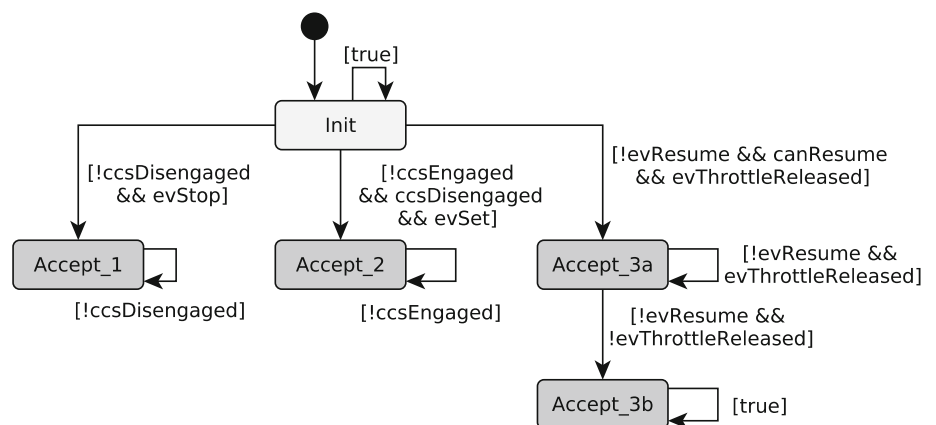 [true]
Init
[!ccsDisengaged
&& evStop]
[!ccsEngaged
&& ccsDisengaged
&& evSet]
[!evResume && canResume
&& evThrottleReleased]
Accept_1
[!ccsDisengaged]
Accept_2
[!ccsEngaged]
Accept_3a
[!evResume &&
evThrottleReleased]
[!evResume &&
!evThrottleReleased]
Accept_3b
[true]